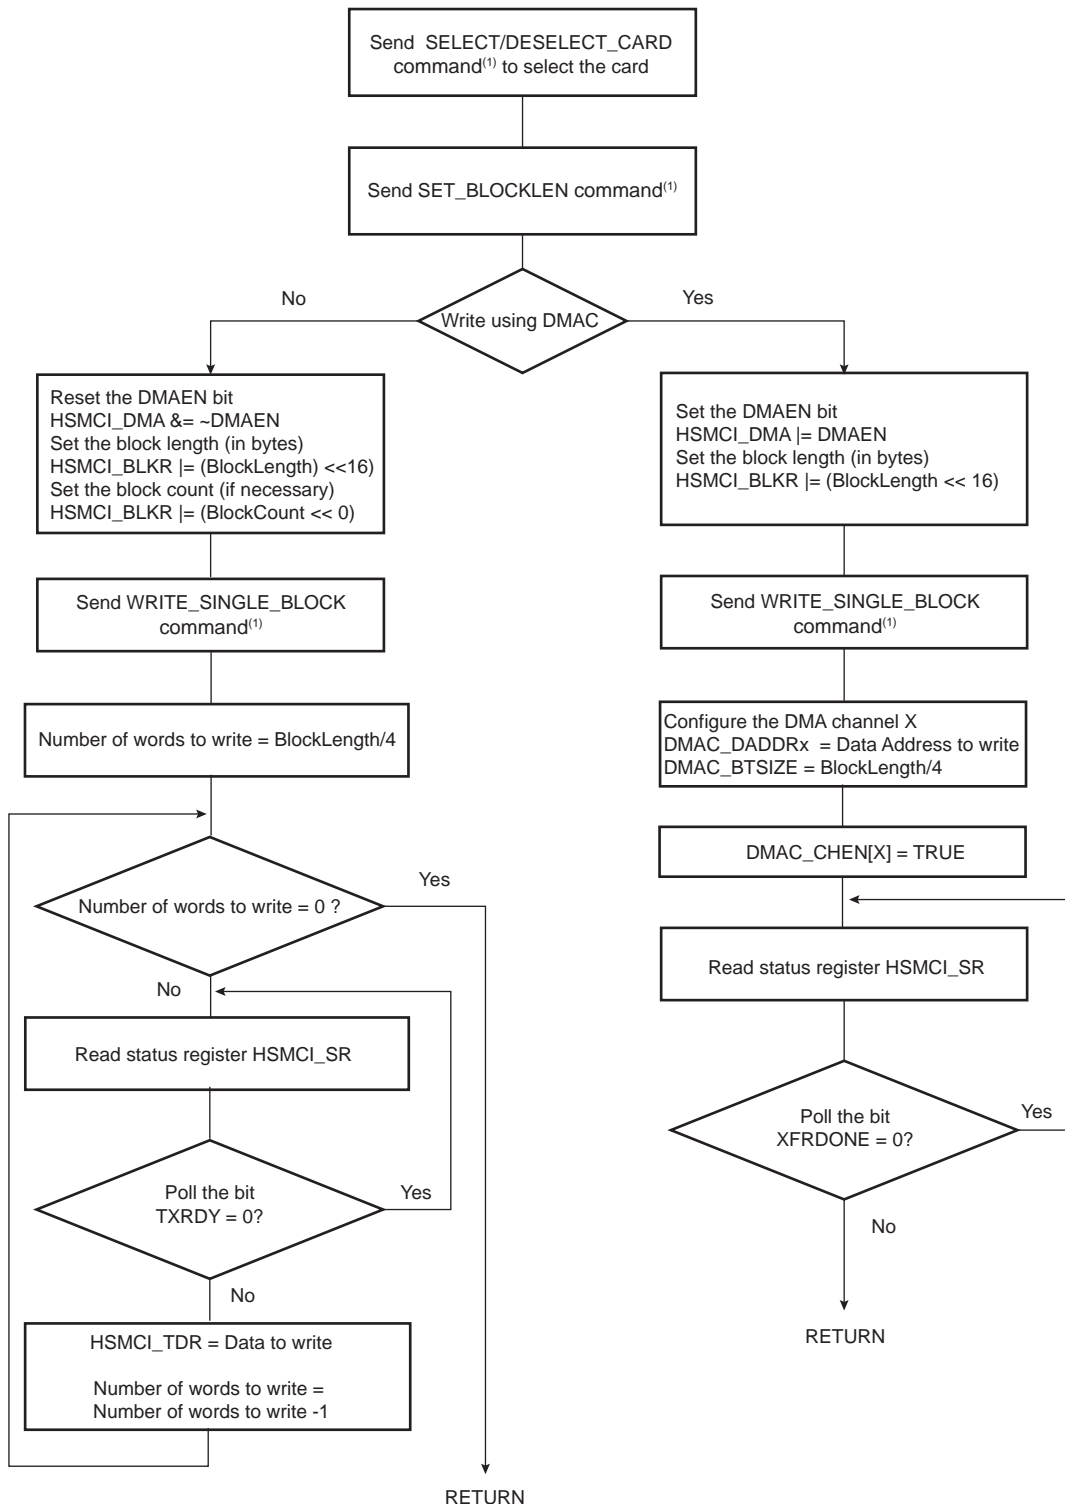 Send  SELECT/DESELECT_CARD
command(1) to select the card
Send SET_BLOCKLEN command(1)
No
Yes
Write using DMAC
Reset the DMAEN bit
HSMCI_DMA &= ~DMAEN
Set the block length (in bytes)
HSMCI_BLKR |= (BlockLength) <<16)
Set the block count (if necessary)
HSMCI_BLKR |= (BlockCount << 0)
Send WRITE_SINGLE_BLOCK
command(1)
Number of words to write = BlockLength/4
Number of words to write = 0 ?
Yes
No
Read status register HSMCI_SR
Poll the bit
TXRDY = 0?
Yes
No
HSMCI_TDR = Data to write
Number of words to write =
Number of words to write -1
RETURN
Set the DMAEN bit
HSMCI_DMA |= DMAEN
Set the block length (in bytes)
HSMCI_BLKR |= (BlockLength << 16)
Send WRITE_SINGLE_BLOCK
command(1)
Configure the DMA channel X
DMAC_DADDRx  = Data Address to write
DMAC_BTSIZE = BlockLength/4
DMAC_CHEN[X] = TRUE
Read status register HSMCI_SR
Poll the bit
XFRDONE = 0?
Yes
No
RETURN